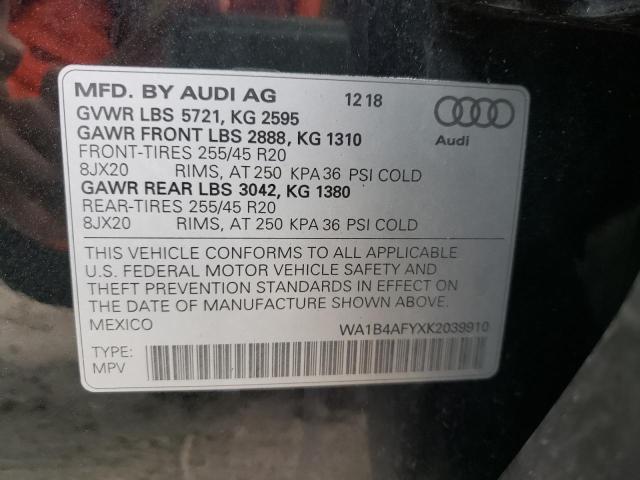 MFD. BY AUDI AG 12 18
GVWR LBS 5721, KG 2595
GAWR FRONT LBS 2888, KG 1310
FRONT-TIRES 255/45 R20
8JX20 RIMS, AT 250 KPA 36 PSI COLD
GAWR REAR LBS 3042, KG 1380
REAR-TIRES 255/45 R20
8JX20 RIMS, AT 250 KPA 36 PSI COLD
Audi
THIS VEHICLE CONFORMS TO ALL APPLICABLE
U.S. FEDERAL MOTOR VEHICLE SAFETY AND
THEFT PREVENTION STANDARDS IN EFFECT ON
THE DATE OF MANUFACTURE SHOWN ABOVE.
MEXICO WA1B4AFYXK2039910
TYPE:
MPV